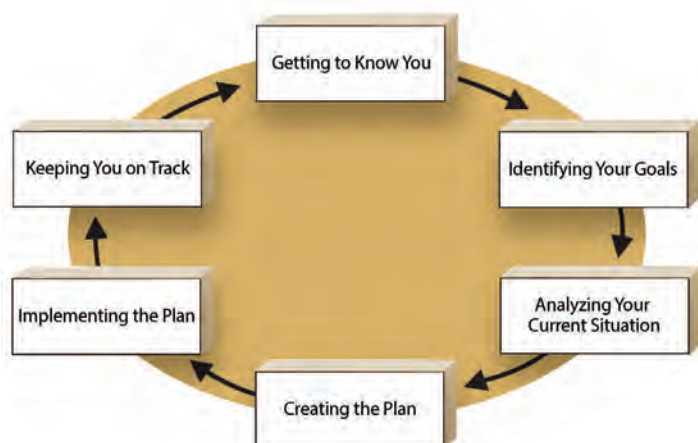 Getting to Know You
Identifying Your Goals
Analyzing Your
Current Situation
Creating the Plan
Implementing the Plan
Keeping You on Track